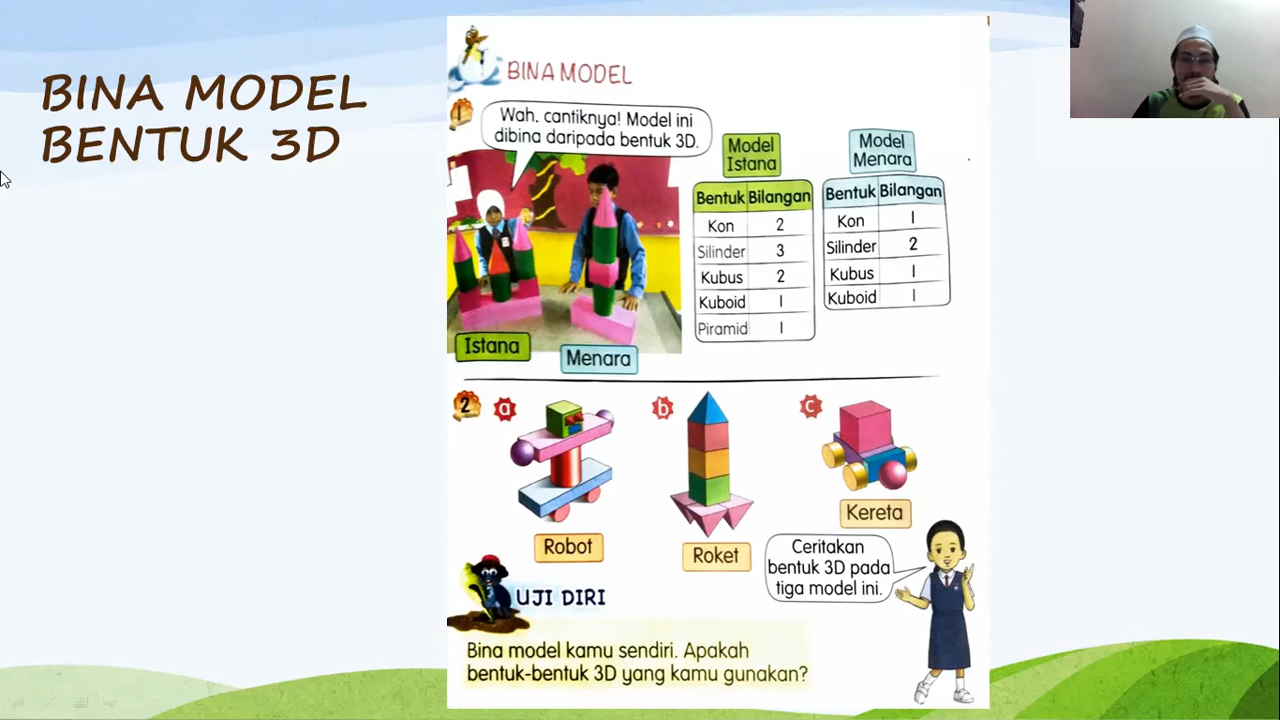 BINA MODEL
BENTUK 3D
BINA MODEL
1
Wah, cantiknya! Model ini
dibina daripada bentuk 3D.
Model
Istana
Bentuk Bilangan
Kon 2
Silinder 3
Kubus 2
Kuboid 1
Piramid 1
Model
Menara
Bentuk Bilangan
Kon 1
Silinder 2
Kubus 1
Kuboid 1
Istana
Menara
2
a
Robot
b
Roket
c
Kereta
Ceritakan
bentuk 3D pada
tiga model ini.
UJI DIRI
Bina model kamu sendiri. Apakah
bentuk-bentuk 3D yang kamu gunakan?